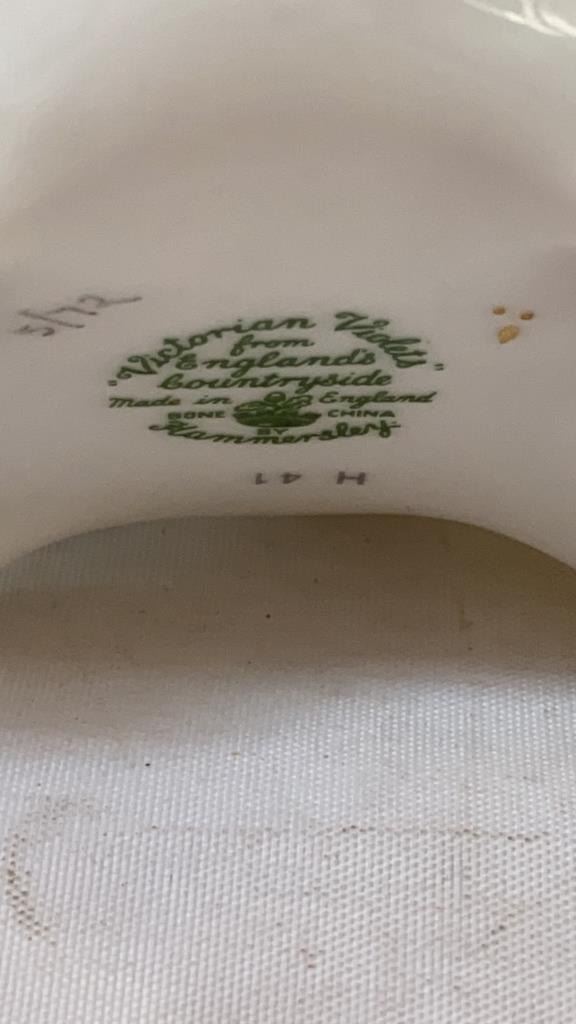 5/72
"Victorian Violets"
from
England's
Countryside
Made in England
BONE CHINA
BY
Hammersley
H 41